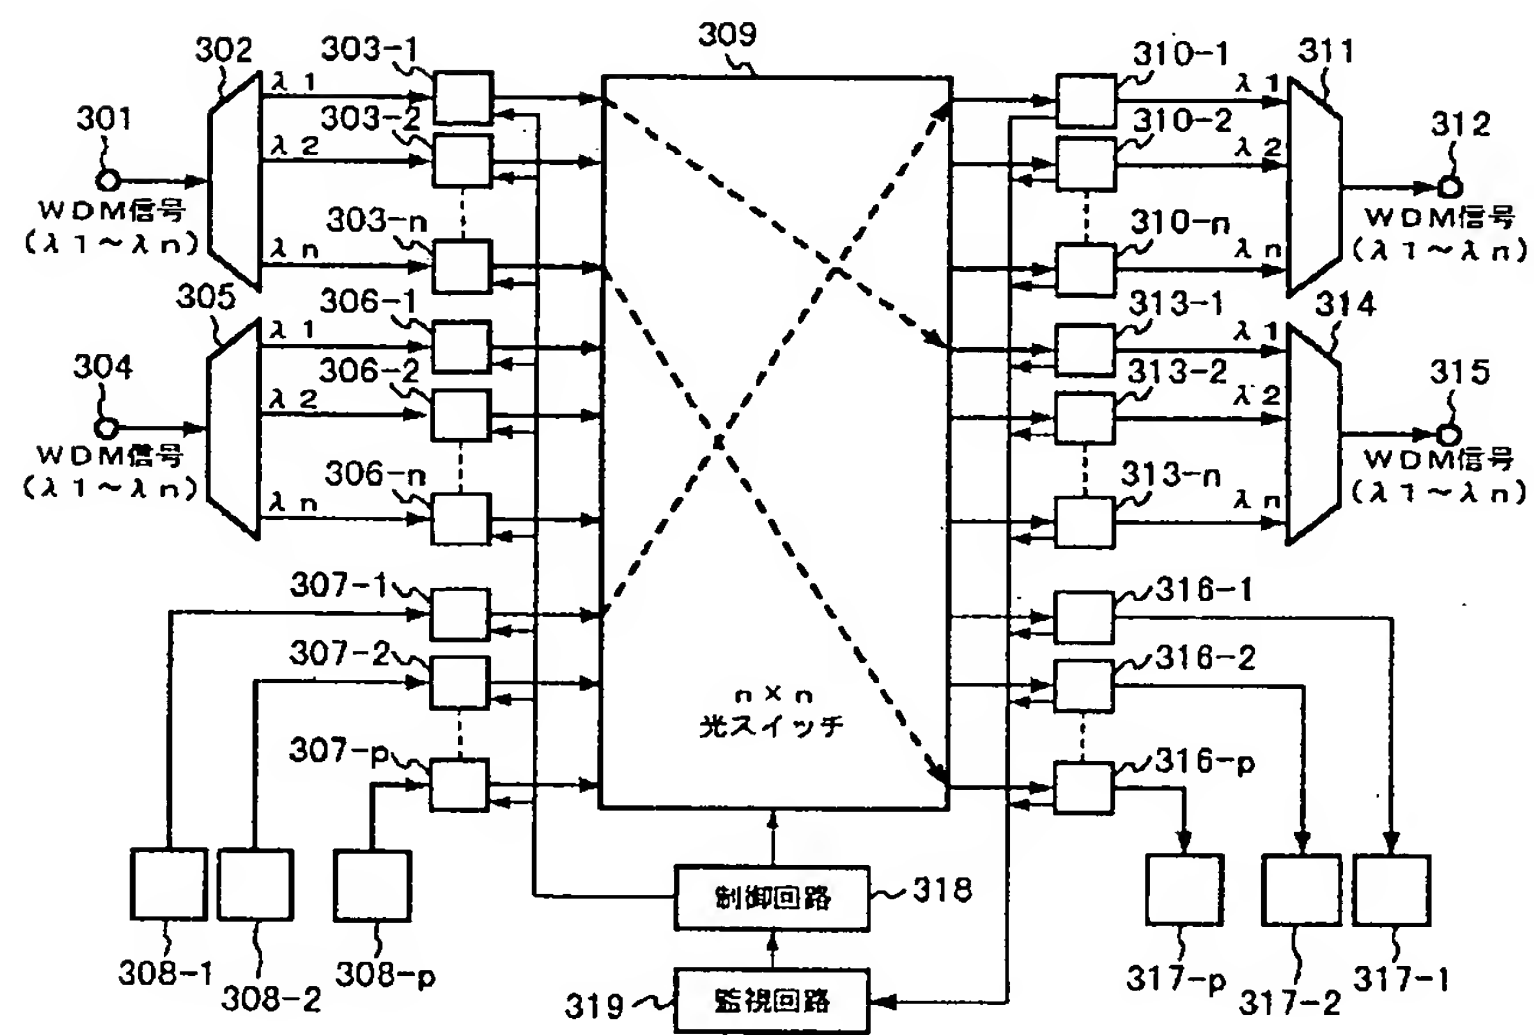 309
302
303-1
310-1
311
λ1
λ1
301
303-2
310-2
312
λ2
λ2
WDM信号
(λ1～λn)
303-n
310-n
WDM信号
(λ1～λn)
λn
λn
305
306-1
313-1
314
λ1
λ1
304
306-2
313-2
315
λ2
λ2
WDM信号
(λ1～λn)
306-n
313-n
WDM信号
(λ1～λn)
λn
λn
307-1
316-1
307-2
316-2
n×n
光スイッチ
307-p
316-p
制御回路
318
308-1
308-2
308-p
監視回路
319
317-p
317-2
317-1